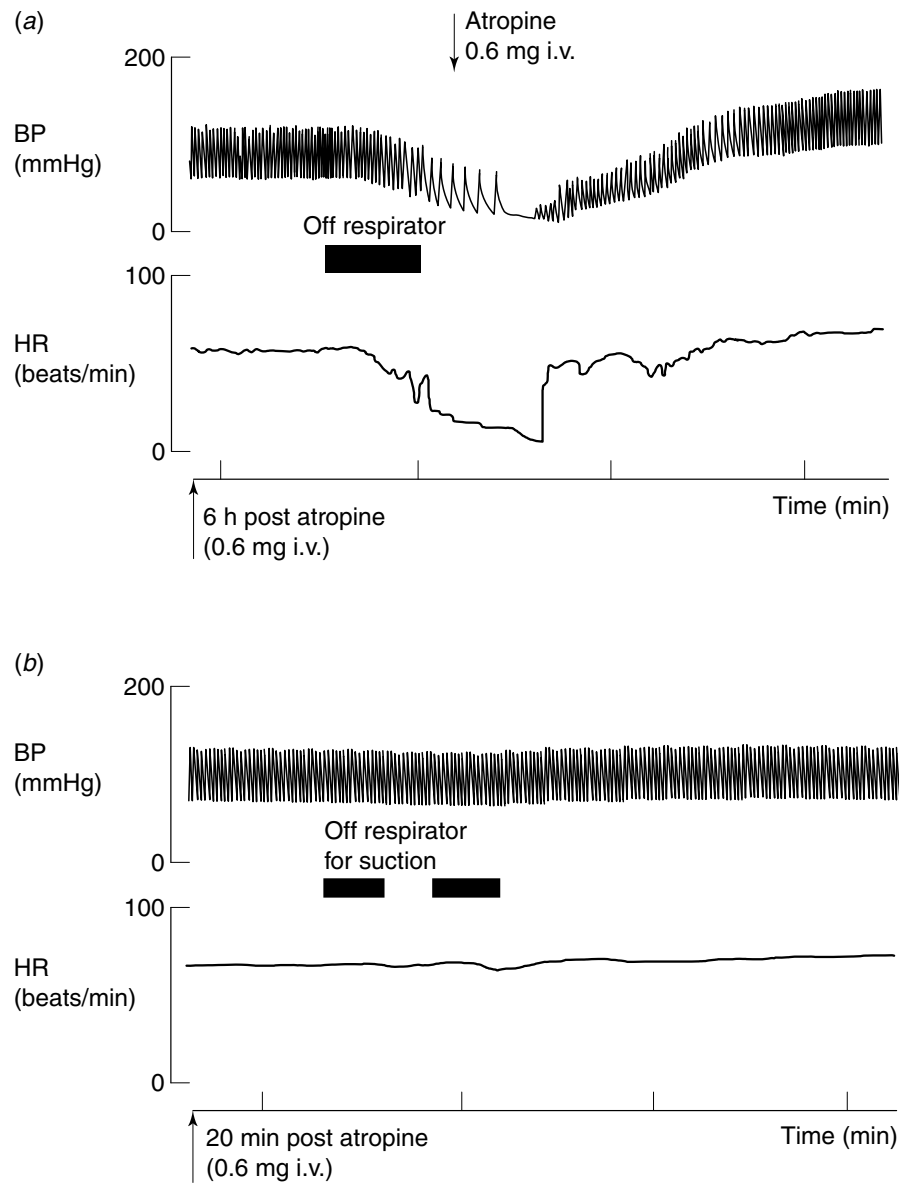 (a)
Atropine
0.6 mg i.v.
200
BP
(mmHg)
0
Off respirator
100
HR
(beats/min)
0
Time (min)
6 h post atropine
(0.6 mg i.v.)
(b)
200
BP
(mmHg)
0
Off respirator
for suction
100
HR
(beats/min)
0
Time (min)
20 min post atropine
(0.6 mg i.v.)